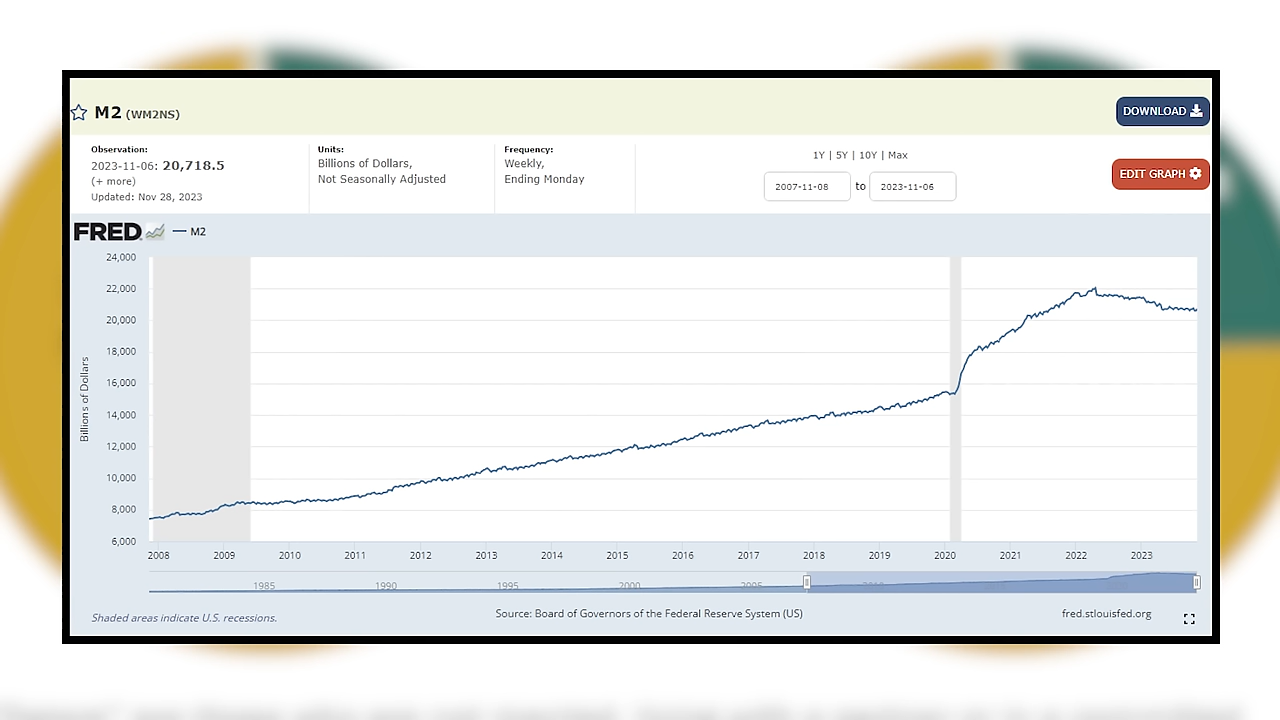 M2 (WM2NS)
DOWNLOAD
Observation:
2023-11-06: 20,718.5
(+ more)
Updated: Nov 28, 2023
Units:
Billions of Dollars,
Not Seasonally Adjusted
Frequency:
Weekly,
Ending Monday
1Y | 5Y | 10Y | Max
2007-11-08 to 2023-11-06
EDIT GRAPH
FRED M2
Billions of Dollars
24,000
22,000
20,000
18,000
16,000
14,000
12,000
10,000
8,000
6,000
2008 2009 2010 2011 2012 2013 2014 2015 2016 2017 2018 2019 2020 2021 2022 2023
1985 1990 1995 2000 2005 2010
Shaded areas indicate U.S. recessions.
Source: Board of Governors of the Federal Reserve System (US)
fred.stlouisfed.org